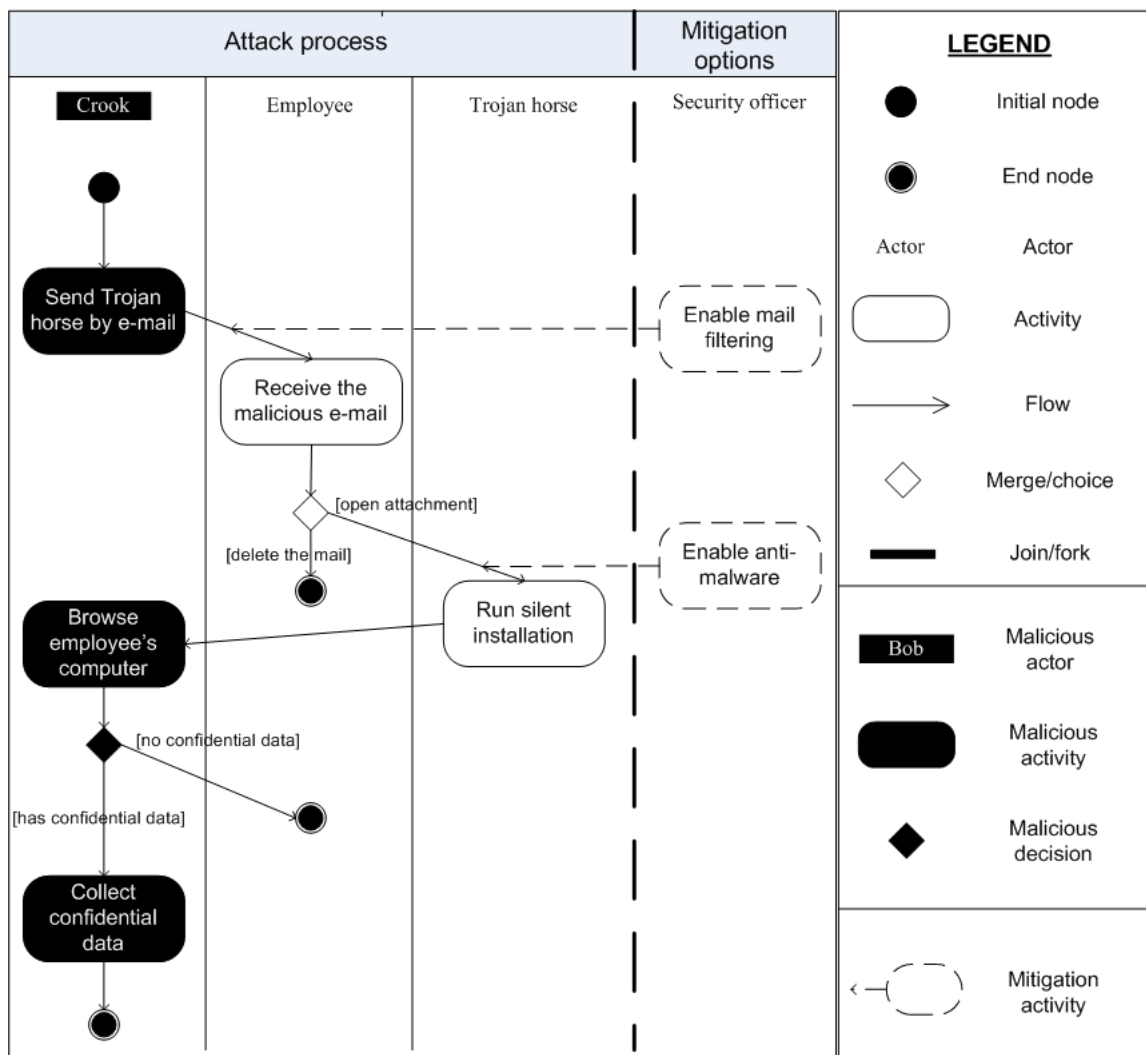 Attack process
Mitigation
options
Crook
Employee
Trojan horse
Security officer
Send Trojan
horse by e-mail
Enable mail
filtering
Receive the
malicious e-mail
[open attachment]
[delete the mail]
Enable anti-
malware
Run silent
installation
Browse
employee's
computer
[no confidential data]
[has confidential data]
Collect
confidential
data
LEGEND
Initial node
End node
Actor
Actor
Activity
Flow
Merge/choice
Join/fork
Bob
Malicious
actor
Malicious
activity
Malicious
decision
Mitigation
activity